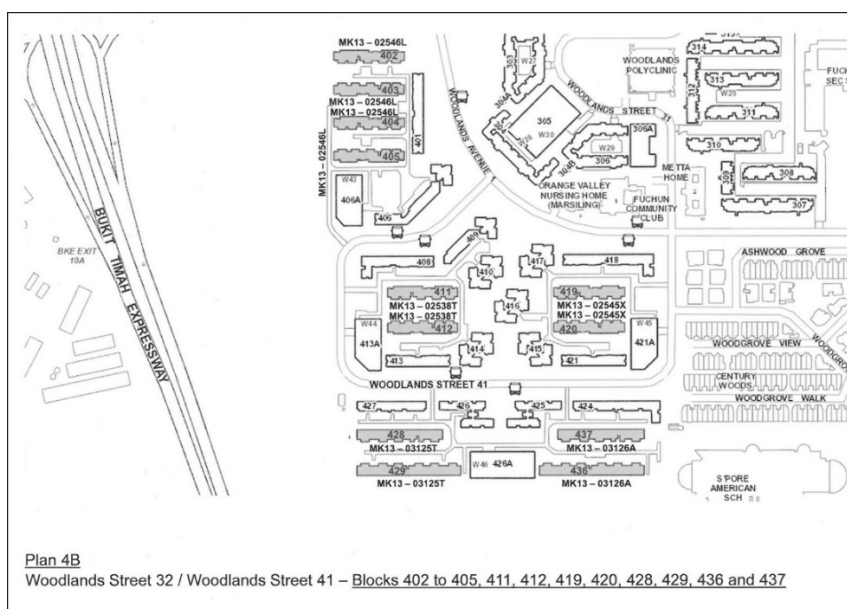 MK13 – 02546L
402
403
MK13 – 02546L
MK13 – 02546L
404
405
401
MK13 – 02546L
W43
406A
406
WOODLANDS AVENUE 1
303
W27
304A
304
W28
305
W30
304B
WOODLANDS STREET 31
306A
W29
306
WOODLANDS
POLYCLINIC
314
313
W25
312
311
310
309
308
307
METTA
HOME
ORANGE VALLEY
NURSING HOME
(MARSILING)
FUCHUN
COMMUNITY
CLUB
BUKIT TIMAH EXPRESSWAY
BKE EXIT
10A
409
410
417
418
416
411
MK13 – 02538T
MK13 – 02538T
412
419
MK13 – 02545X
MK13 – 02545X
420
W44
413A
413
414
415
421
W45
421A
ASHWOOD GROVE
WOODGROVE VIEW
CENTURY
WOODS
WOODGROVE WALK
WOODLANDS STREET 41
427
426
425
424
428
MK13 – 03125T
429
MK13 – 03125T
437
MK13 – 03126A
436
MK13 – 03126A
W46
426A
S'PORE
AMERICAN
SCH
Plan 4B
Woodlands Street 32 / Woodlands Street 41 – Blocks 402 to 405, 411, 412, 419, 420, 428, 429, 436 and 437